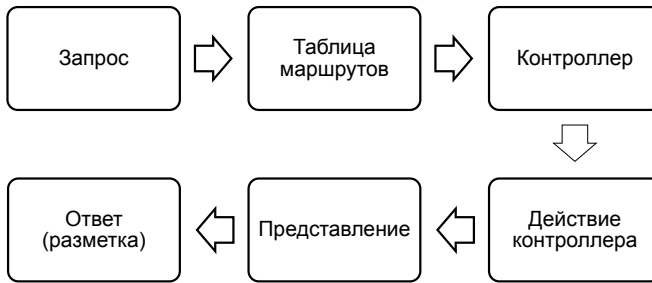 Запрос
Таблица
маршрутов
Контроллер
Ответ
(разметка)
Представление
Действие
контроллера